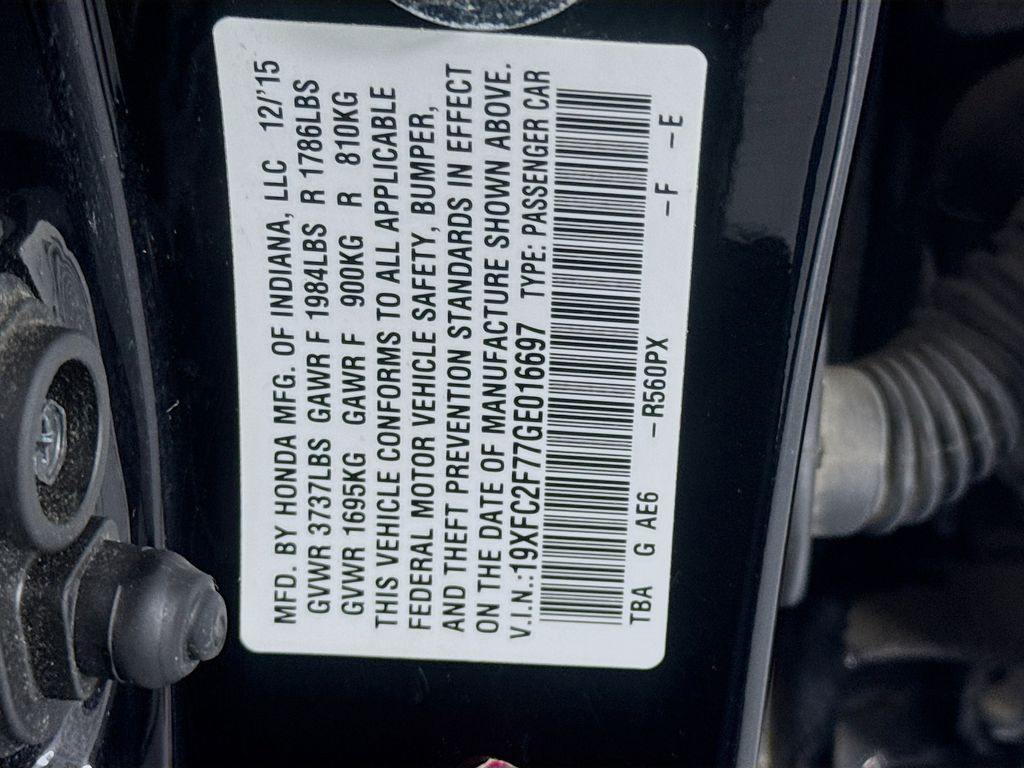 MFD. BY HONDA MFG. OF INDIANA, LLC 12/'15
GVWR 3737LBS GAWR F 1984LBS R 1786LBS
GVWR 1695KG GAWR F 900KG R 810KG
THIS VEHICLE CONFORMS TO ALL APPLICABLE
FEDERAL MOTOR VEHICLE SAFETY, BUMPER,
AND THEFT PREVENTION STANDARDS IN EFFECT
ON THE DATE OF MANUFACTURE SHOWN ABOVE.
V.I.N.:19XFC2F77GE016697 TYPE: PASSENGER CAR
TBA G AE6 –R560PX –F –E